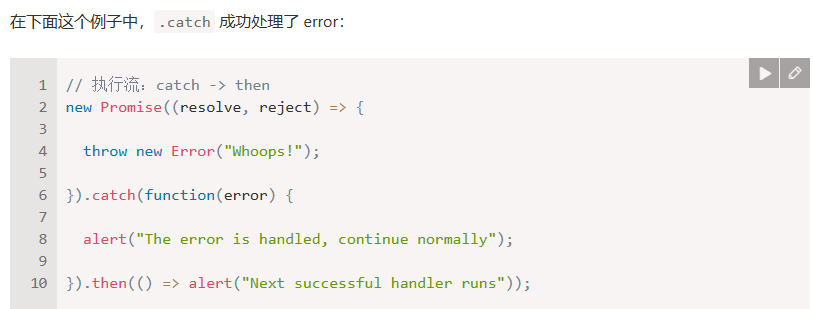 在下面这个例子中，.catch 成功处理了 error：
1 // 执行流：catch -> then
2 new Promise((resolve, reject) => {
3
4   throw new Error("Whoops!");
5
6 }).catch(function(error) {
7
8   alert("The error is handled, continue normally");
9
10 }).then(() => alert("Next successful handler runs"));